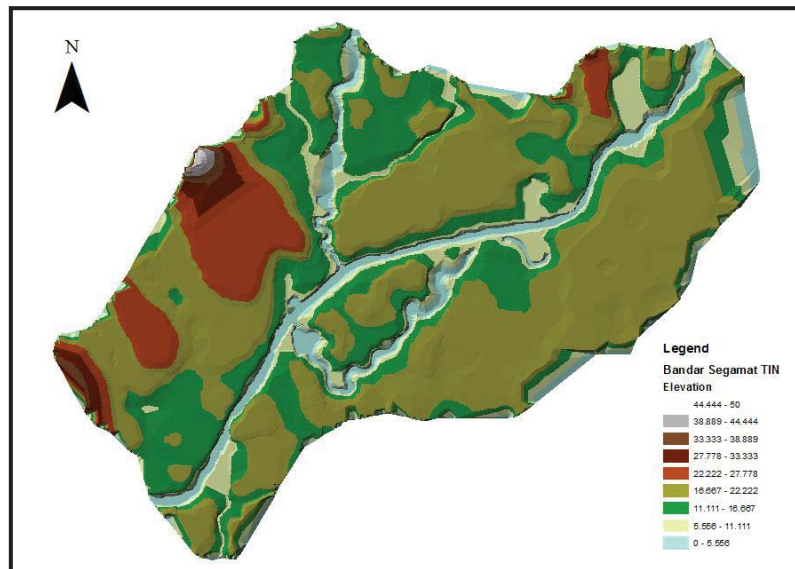 N
Legend
Bandar Segamat TIN
Elevation
44.444 - 50
38.889 - 44.444
33.333 - 38.889
27.778 - 33.333
22.222 - 27.778
16.667 - 22.222
11.111 - 16.667
5.556 - 11.111
0 - 5.556